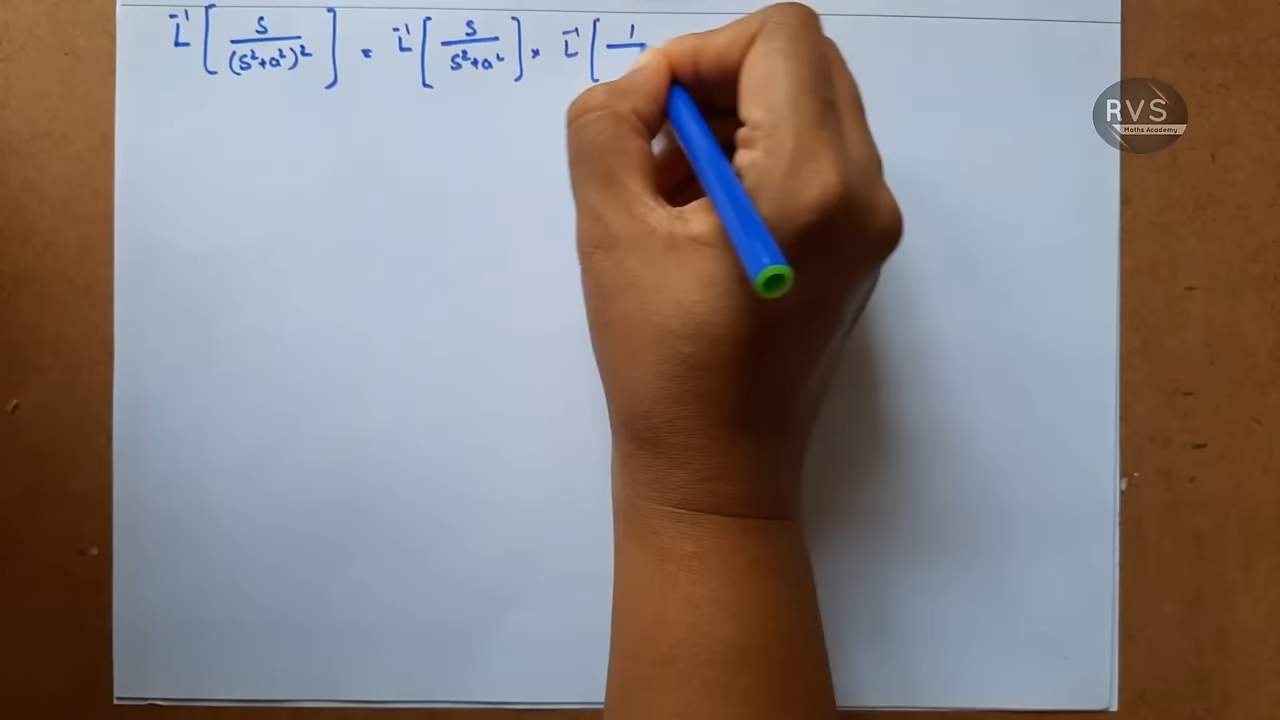 L⁻¹[s/(s²+a²)²] = L⁻¹[s/(s²+a²)] * L⁻¹[1/
RVS
Maths Academy